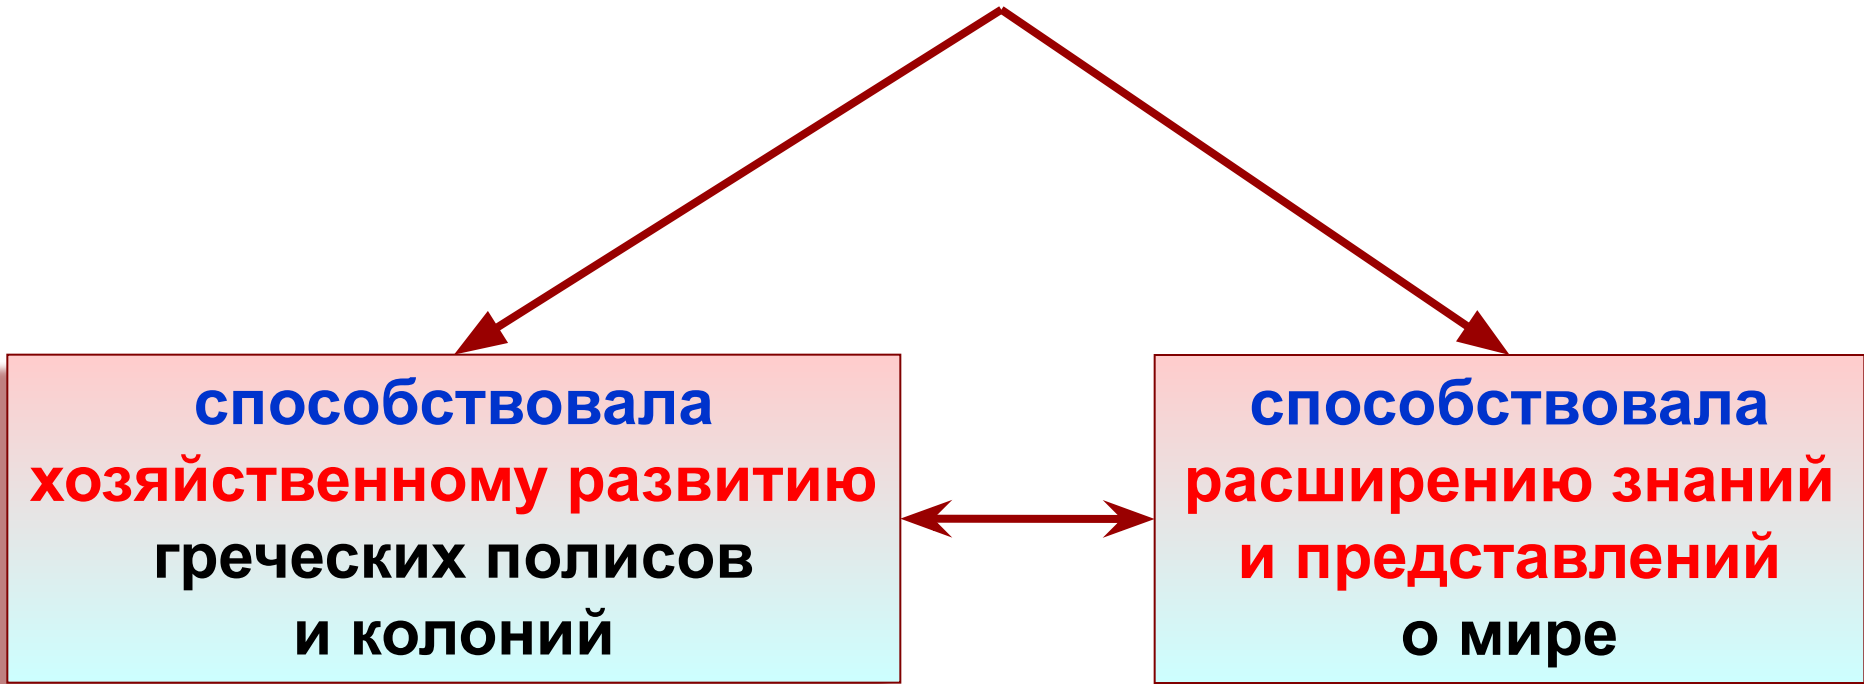 способствовала
хозяйственному развитию
греческих полисов
и колоний
способствовала
расширению знаний
и представлений
о мире